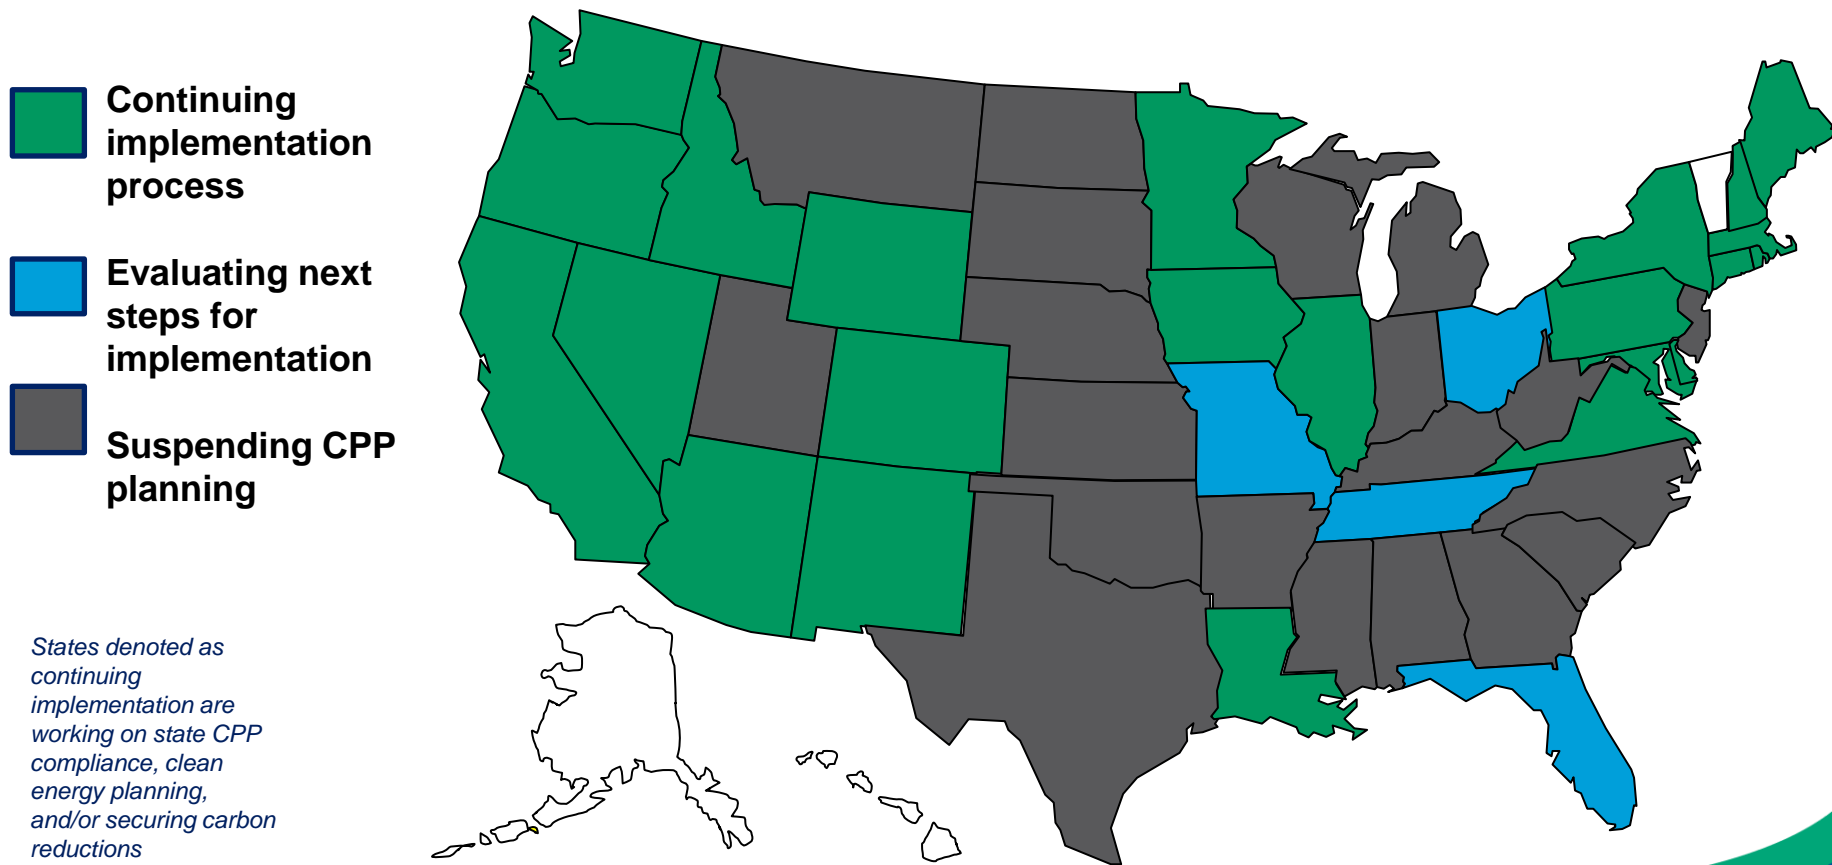 Continuing
implementation
process
Evaluating next
steps for
implementation
Suspending CPP
planning
States denoted as
continuing
implementation are
working on state CPP
compliance, clean
energy planning,
and/or securing carbon
reductions